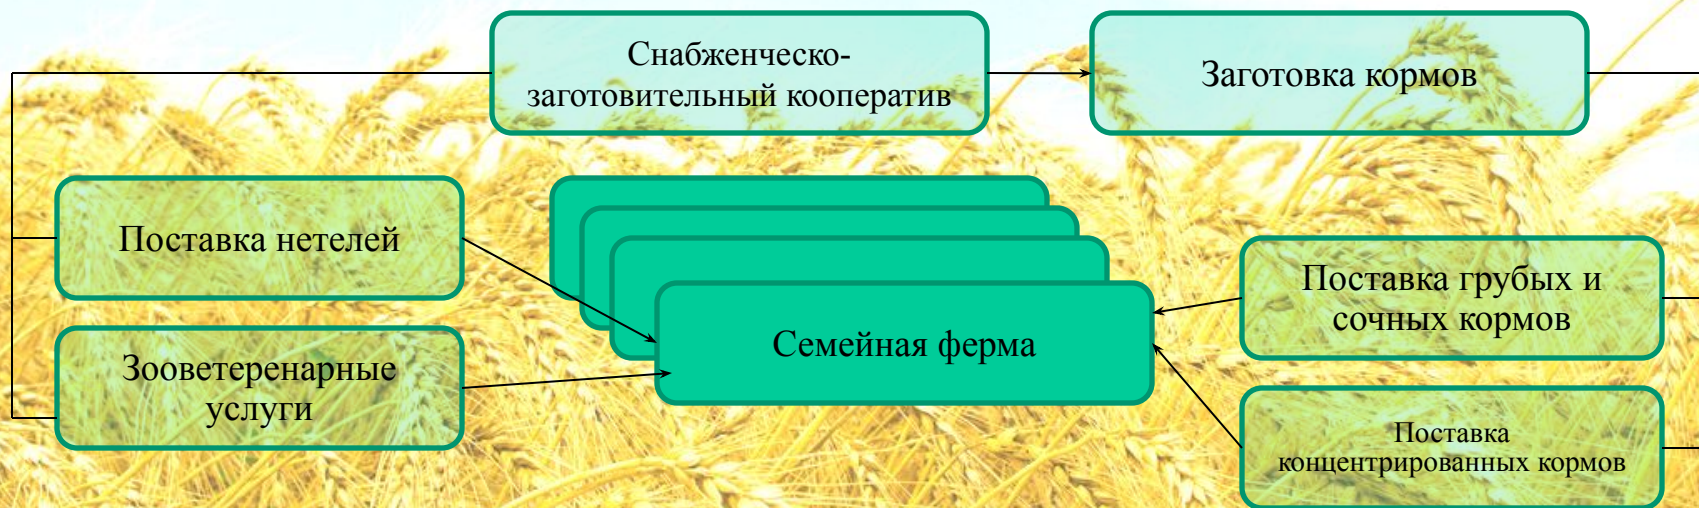 Снабженческо-
заготовительный кооператив
Заготовка кормов
Поставка нетелей
Зооветеренарные
услуги
Семейная ферма
Поставка грубых и
сочных кормов
Поставка
концентрированных кормов